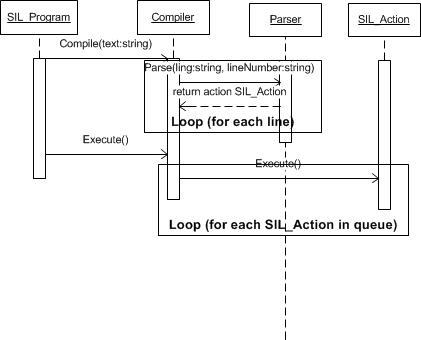 SIL_Program Compiler Parser SIL_Action
Compile(text:string)
Parse(ling:string, lineNumber:string)
return action SIL_Action
Loop (for each line)
Execute()
Execute()
Loop (for each SIL_Action in queue)